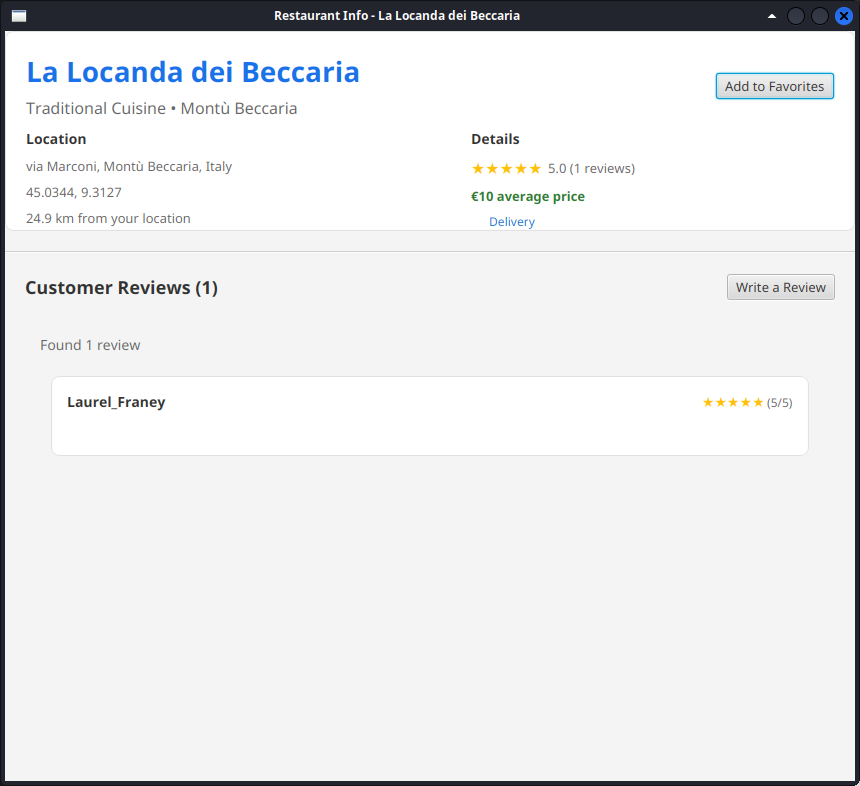 Restaurant Info - La Locanda dei Beccaria
La Locanda dei Beccaria
Add to Favorites
Traditional Cuisine • Montù Beccaria
Location
via Marconi, Montù Beccaria, Italy
45.0344, 9.3127
24.9 km from your location
Details
★★★★★ 5.0 (1 reviews)
€10 average price
Delivery
Customer Reviews (1)
Write a Review
Found 1 review
Laurel_Franey
★★★★★ (5/5)